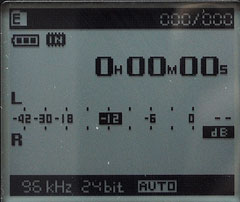 E 000/000
IN
0H00M00S
L
-42 -30 -18 -12 -6 0 --
R dB
96 kHz 24bit AUTO